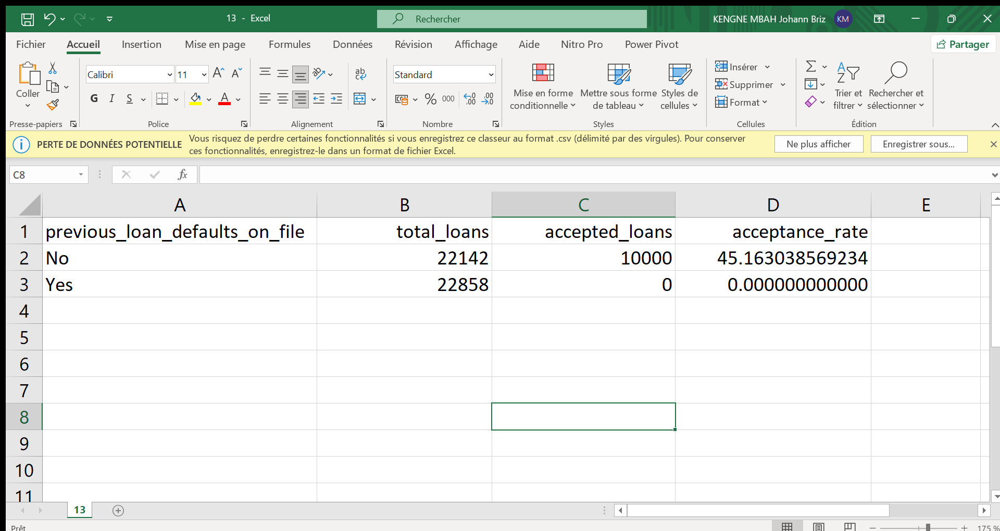 13 - Excel
Rechercher
KENGNE MBAH Johann Briz
KM
Fichier Accueil Insertion Mise en page Formules Données Révision Affichage Aide Nitro Pro Power Pivot
Partager
Coller
Presse-papiers
Calibri 11
G I S
Police
Alignement
Standard
% 000
Nombre
Mise en forme conditionnelle
Mettre sous forme de tableau
Styles de cellules
Styles
Insérer
Supprimer
Format
Cellules
Trier et filtrer
Rechercher et sélectionner
Édition
PERTE DE DONNÉES POTENTIELLE
Vous risquez de perdre certaines fonctionnalités si vous enregistrez ce classeur au format .csv (délimité par des virgules). Pour conserver
ces fonctionnalités, enregistrez-le dans un format de fichier Excel.
Ne plus afficher
Enregistrer sous...
C8
fx
A B C D E
1 previous_loan_defaults_on_file total_loans accepted_loans acceptance_rate
2 No 22142 10000 45.163038569234
3 Yes 22858 0 0.000000000000
4
5
6
7
8
9
10
11
13
Prêt
175 %